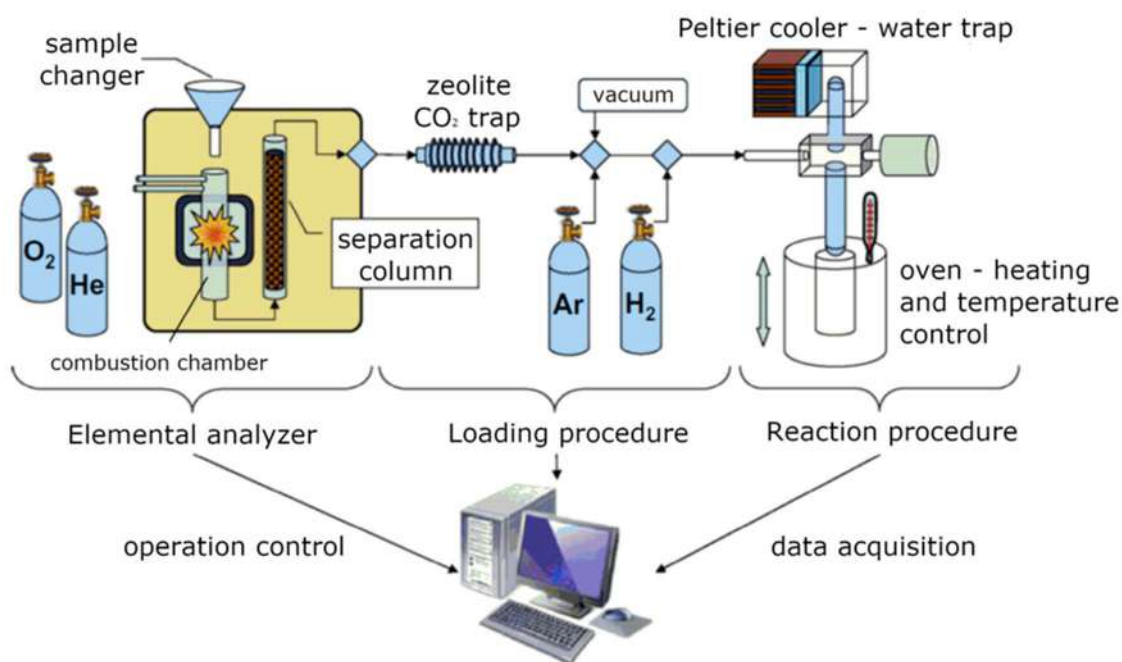 sample
changer
zeolite
CO₂ trap
vacuum
Peltier cooler - water trap
O₂
He
separation
column
combustion chamber
Ar
H₂
oven - heating
and temperature
control
Elemental analyzer
Loading procedure
Reaction procedure
operation control
data acquisition